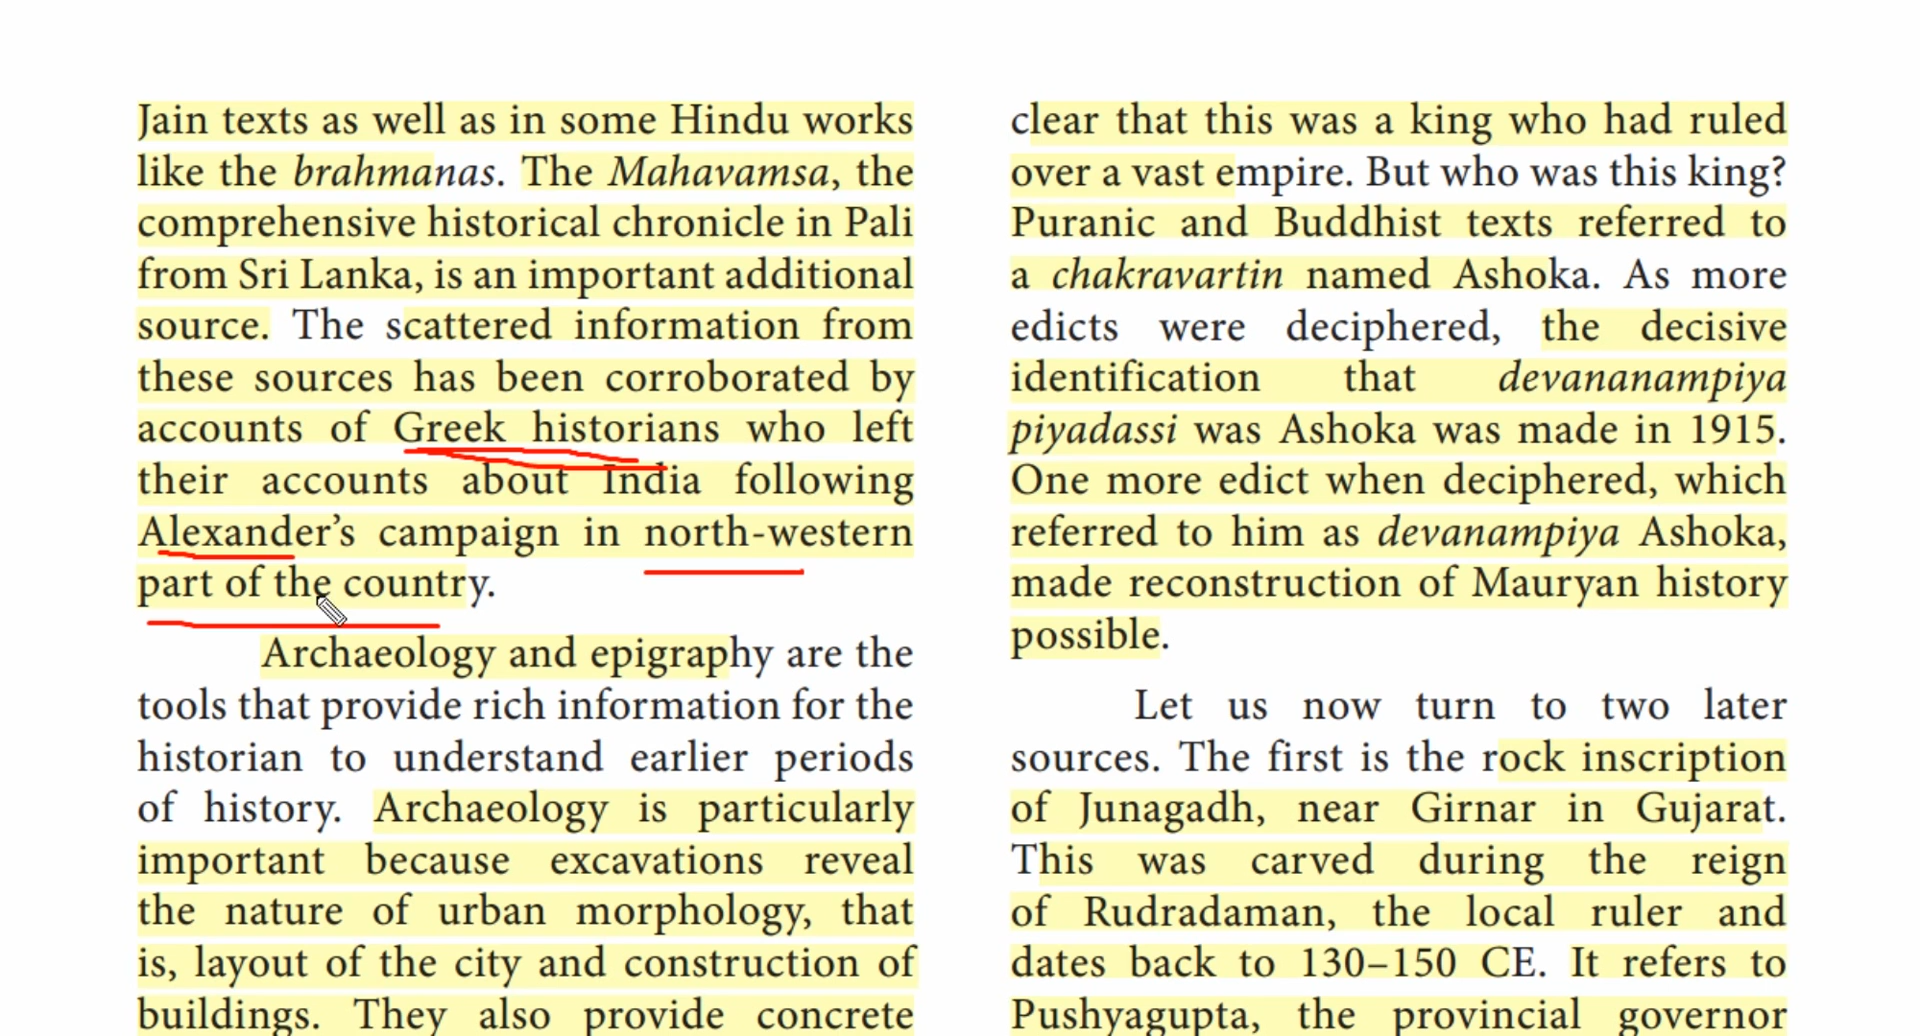 Jain texts as well as in some Hindu works
like the brahmanas. The Mahavamsa, the
comprehensive historical chronicle in Pali
from Sri Lanka, is an important additional
source. The scattered information from
these sources has been corroborated by
accounts of Greek historians who left
their accounts about India following
Alexander’s campaign in north-western
part of the country.
Archaeology and epigraphy are the
tools that provide rich information for the
historian to understand earlier periods
of history. Archaeology is particularly
important because excavations reveal
the nature of urban morphology, that
is, layout of the city and construction of
buildings. They also provide concrete
clear that this was a king who had ruled
over a vast empire. But who was this king?
Puranic and Buddhist texts referred to
a chakravartin named Ashoka. As more
edicts were deciphered, the decisive
identification that devananampiya
piyadassi was Ashoka was made in 1915.
One more edict when deciphered, which
referred to him as devanampiya Ashoka,
made reconstruction of Mauryan history
possible.
Let us now turn to two later
sources. The first is the rock inscription
of Junagadh, near Girnar in Gujarat.
This was carved during the reign
of Rudradaman, the local ruler and
dates back to 130–150 CE. It refers to
Pushyagupta, the provincial governor